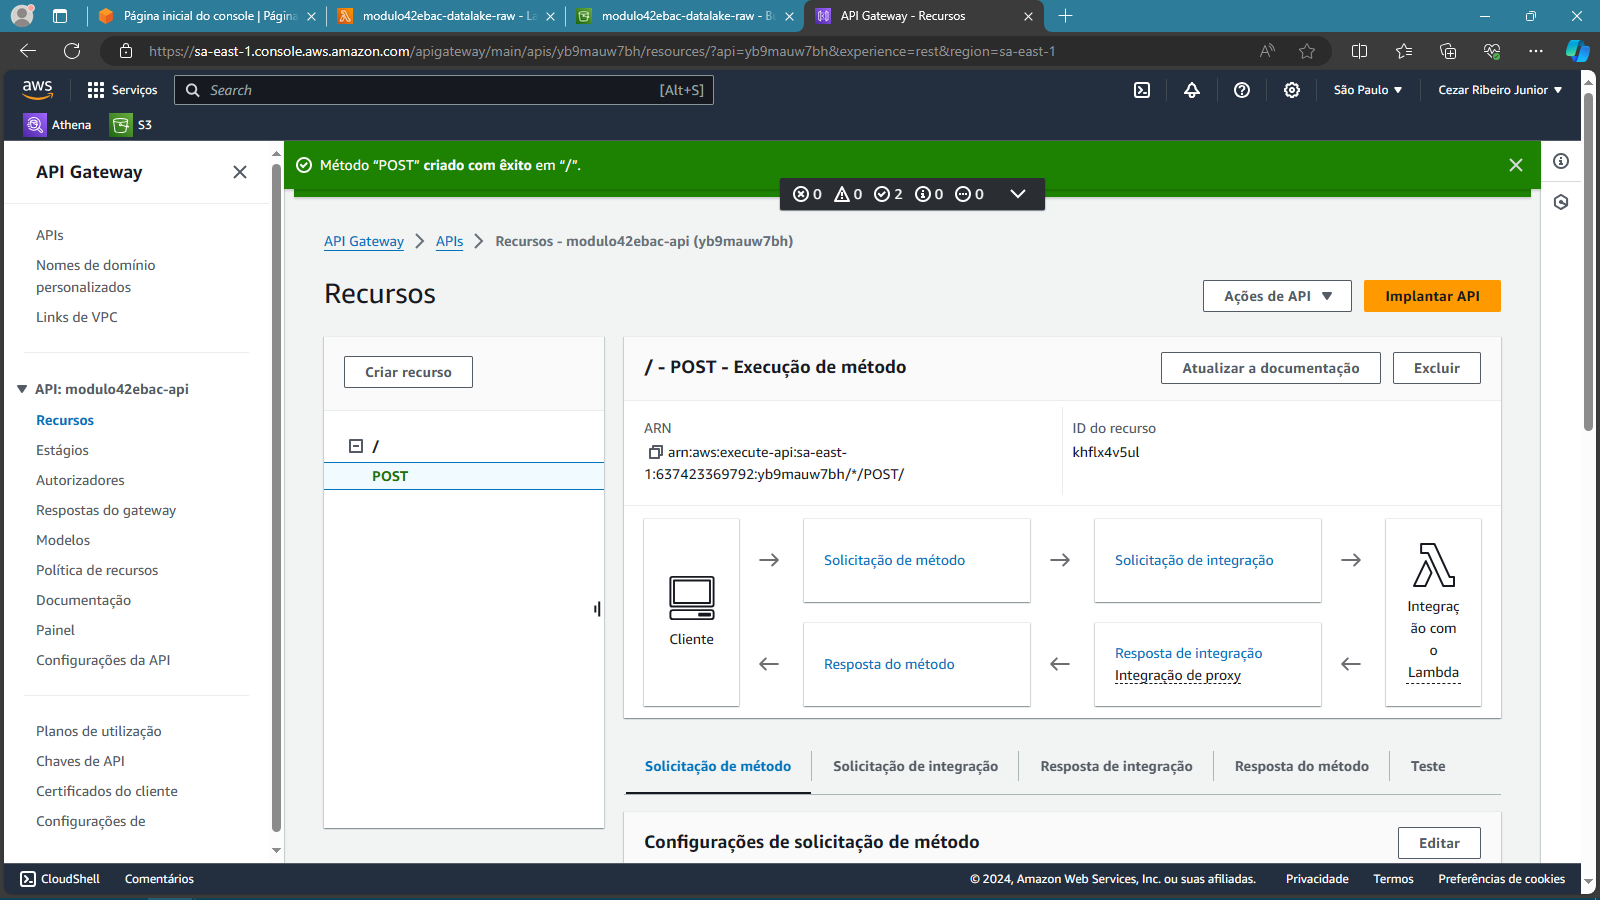 Página inicial do console | Página
modulo42ebac-datalake-raw - La
modulo42ebac-datalake-raw - Bu
API Gateway - Recursos
https://sa-east-1.console.aws.amazon.com/apigateway/main/apis/yb9mauw7bh/resources/?api=yb9mauw7bh&experience=rest&region=sa-east-1
aws
Serviços
Search
[Alt+S]
São Paulo
Cezar Ribeiro Junior
Athena
S3
API Gateway
Método “POST” criado com êxito em “/”.
0 0 2 0 0
APIs
Nomes de domínio
personalizados
Links de VPC
API: modulo42ebac-api
Recursos
Estágios
Autorizadores
Respostas do gateway
Modelos
Política de recursos
Documentação
Painel
Configurações da API
Planos de utilização
Chaves de API
Certificados do cliente
Configurações de
API Gateway > APIs > Recursos - modulo42ebac-api (yb9mauw7bh)
Recursos
Ações de API
Implantar API
Criar recurso
/
POST
/ - POST - Execução de método
Atualizar a documentação
Excluir
ARN
arn:aws:execute-api:sa-east-
1:637423369792:yb9mauw7bh/*/POST/
ID do recurso
khflx4v5ul
Cliente
Solicitação de método
Solicitação de integração
Resposta do método
Resposta de integração
Integração de proxy
Integraç
ão com
o
Lambda
Solicitação de método
Solicitação de integração
Resposta de integração
Resposta do método
Teste
Configurações de solicitação de método
Editar
CloudShell
Comentários
© 2024, Amazon Web Services, Inc. ou suas afiliadas.
Privacidade
Termos
Preferências de cookies